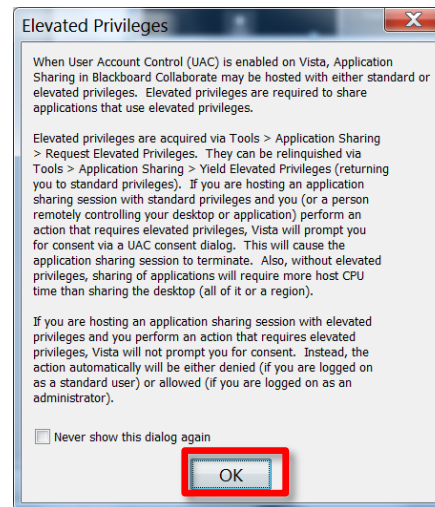 Elevated Privileges
When User Account Control (UAC) is enabled on Vista, Application
Sharing in Blackboard Collaborate may be hosted with either standard or
elevated privileges.  Elevated privileges are required to share
applications that use elevated privileges.
Elevated privileges are acquired via Tools > Application Sharing
> Request Elevated Privileges.  They can be relinquished via
Tools > Application Sharing > Yield Elevated Privileges (returning
you to standard privileges).  If you are hosting an application
sharing session with standard privileges and you (or a person
remotely controlling your desktop or application) perform an
action that requires elevated privileges, Vista will prompt you
for consent via a UAC consent dialog.  This will cause the
application sharing session to terminate.  Also, without elevated
privileges, sharing of applications will require more host CPU
time than sharing the desktop (all of it or a region).
If you are hosting an application sharing session with elevated
privileges and you perform an action that requires elevated
privileges, Vista will not prompt you for consent.  Instead, the
action automatically will be either denied (if you are logged on
as a standard user) or allowed (if you are logged on as an
administrator).
Never show this dialog again
OK